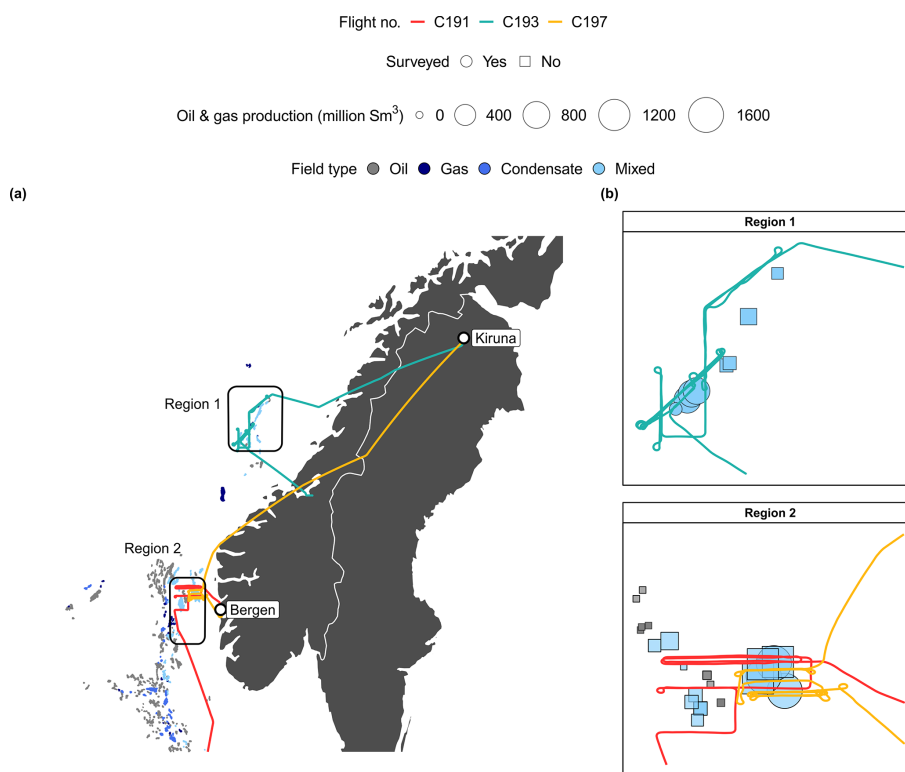 Flight no. C191 C193 C197
Surveyed Yes No
Oil & gas production (million Sm³) 0 400 800 1200 1600
Field type Oil Gas Condensate Mixed
(a)
(b)
Region 1
Kiruna
Region 1
Region 2
Region 2
Bergen